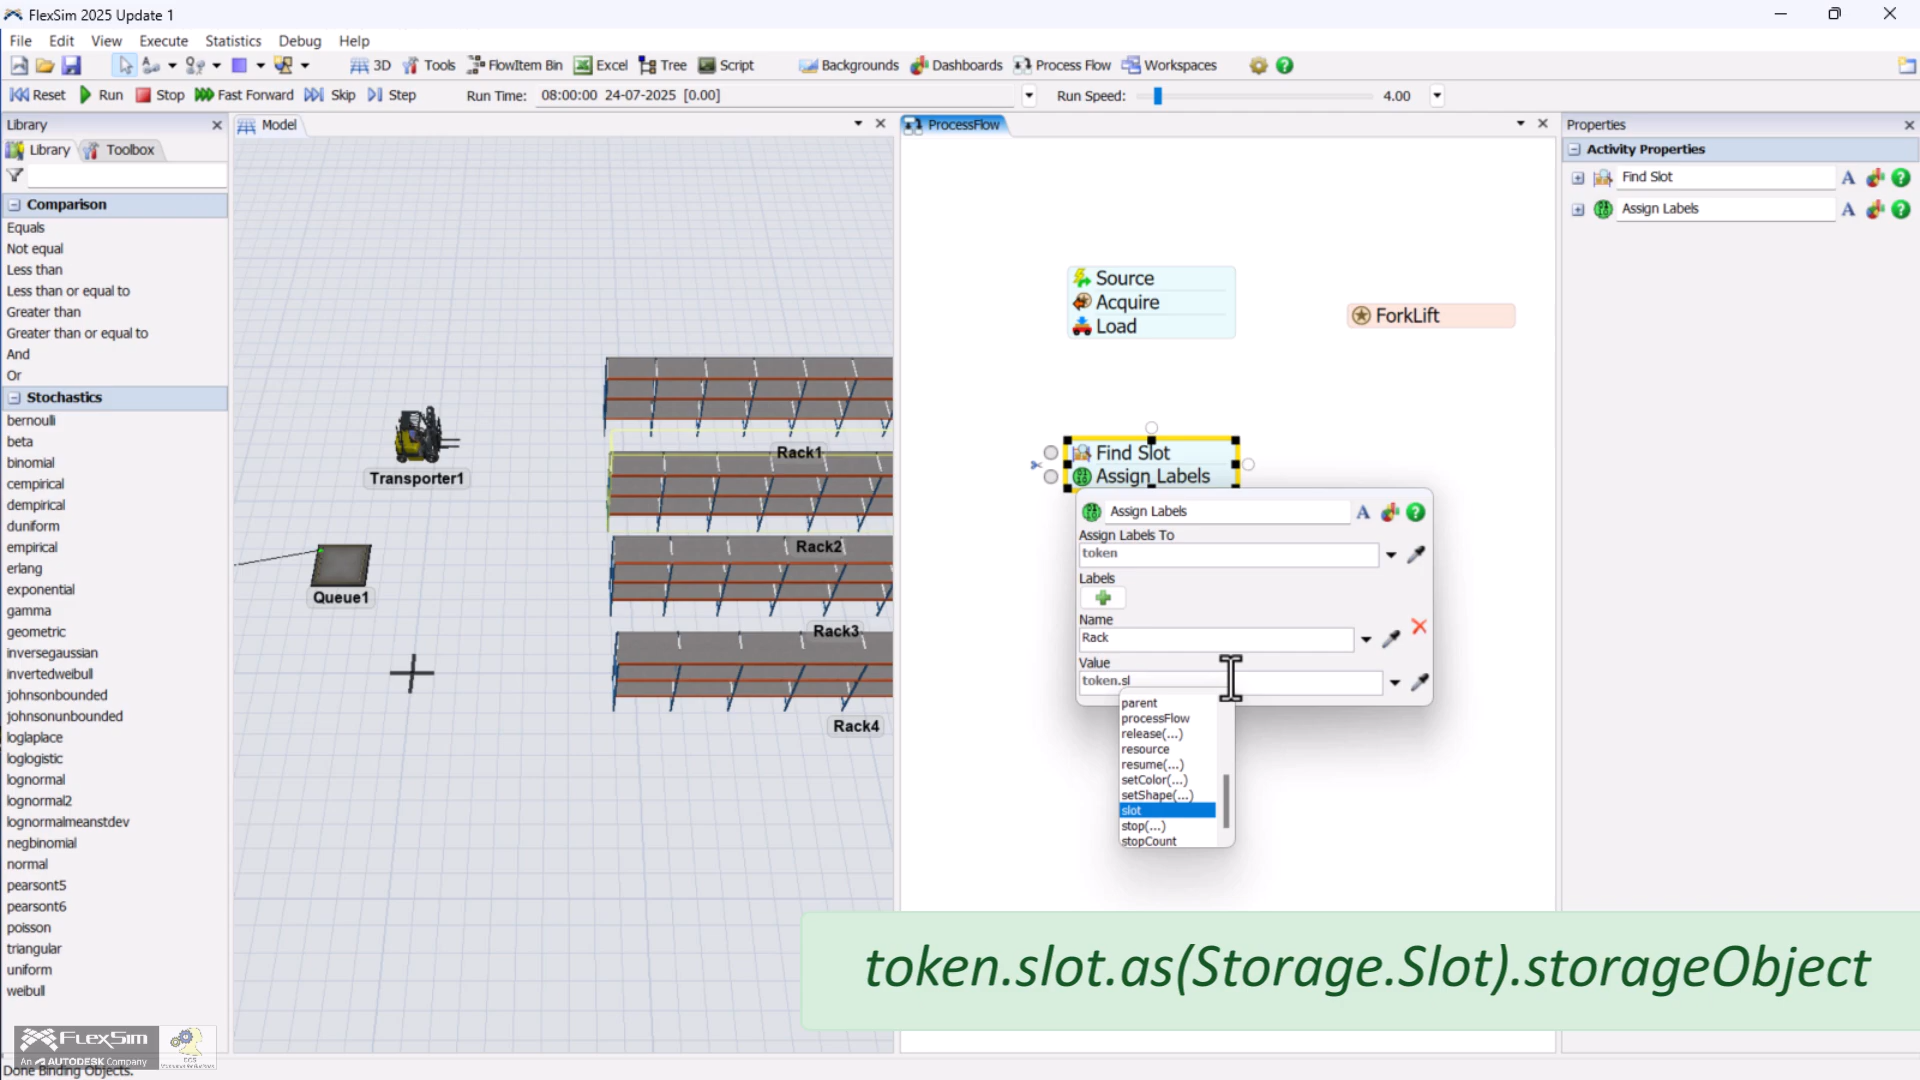 FlexSim 2025 Update 1
File Edit View Execute Statistics Debug Help
3D Tools FlowItem Bin Excel Tree Script Backgrounds Dashboards Process Flow Workspaces
Reset Run Stop Fast Forward Skip Step Run Time: 08:00:00 24-07-2025 [0.00] Run Speed: 4.00
Library
Library Toolbox
Comparison
Equals
Not equal
Less than
Less than or equal to
Greater than
Greater than or equal to
And
Or
Stochastics
bernoulli
beta
binomial
cempirical
dempirical
duniform
empirical
erlang
exponential
gamma
geometric
inversegaussian
invertedweibull
johnsonbounded
johnsonunbounded
loglaplace
loglogistic
lognormal
lognormal2
lognormalmeanstdev
negbinomial
normal
pearsont5
pearsont6
poisson
triangular
uniform
weibull
FlexSim
An AUTODESK Company
Done Binding Objects.
Model
Transporter1
Queue1
Rack1
Rack2
Rack3
Rack4
ProcessFlow
Source
Acquire
Load
ForkLift
Find Slot
Assign Labels
Assign Labels
Assign Labels To
token
Labels
Name
Rack
Value
token.sl
parent
processFlow
release(...)
resource
resume(...)
setColor(...)
setShape(...)
slot
stop(...)
stopCount
token.slot.as(Storage.Slot).storageObject
Properties
Activity Properties
Find Slot
Assign Labels